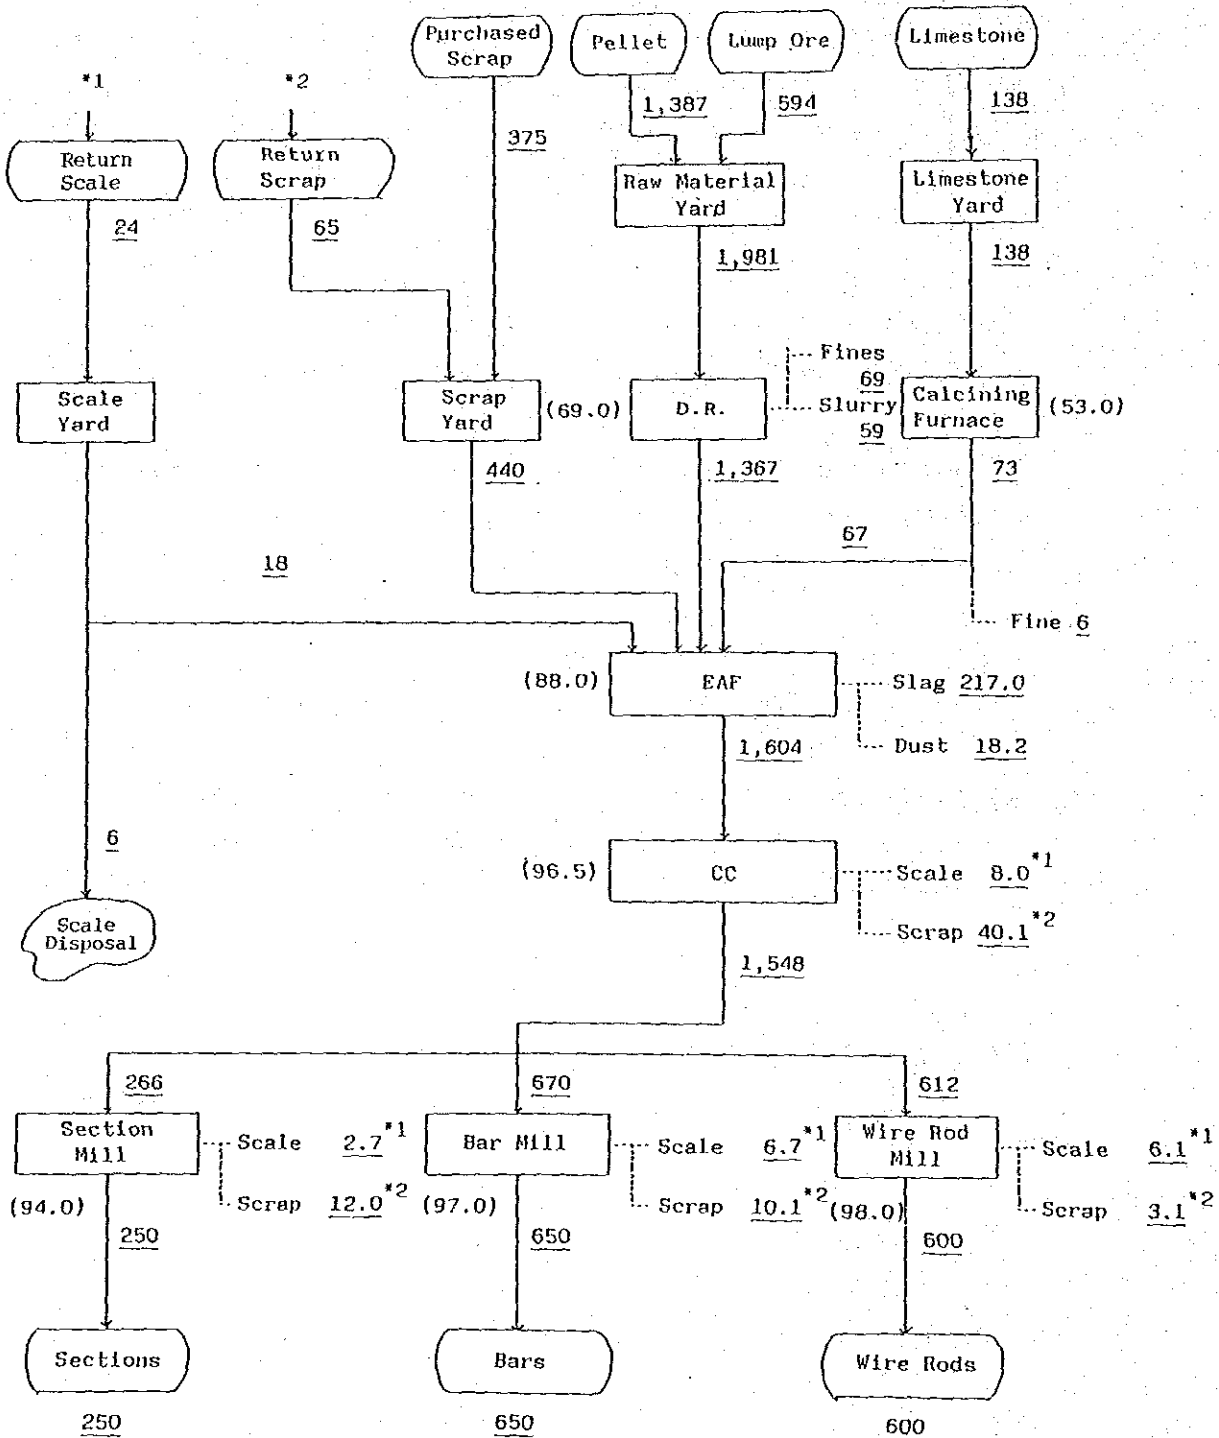 Purchased
Scrap
Pellet
Lump Ore
Limestone
*1
*2
1,387
594
138
375
Return
Scale
Return
Scrap
Raw Material
Yard
Limestone
Yard
24
65
1,981
138
Fines
69
Scale
Yard
Scrap
Yard
(69.0)
D.R.
Slurry
59
Calcining
Furnace
(53.0)
440
1,367
73
18
67
Fine 6
(88.0)
EAF
Slag 217.0
1,604
Dust 18.2
6
(96.5)
CC
Scale 8.0*1
Scale
Disposal
Scrap 40.1*2
1,548
266
670
612
Section
Mill
Scale 2.7*1
Bar Mill
Scale 6.7*1
Wire Rod
Mill
Scale 6.1*1
(94.0)
Scrap 12.0*2
(97.0)
Scrap 10.1*2
(98.0)
Scrap 3.1*2
250
650
600
Sections
Bars
Wire Rods
250
650
600